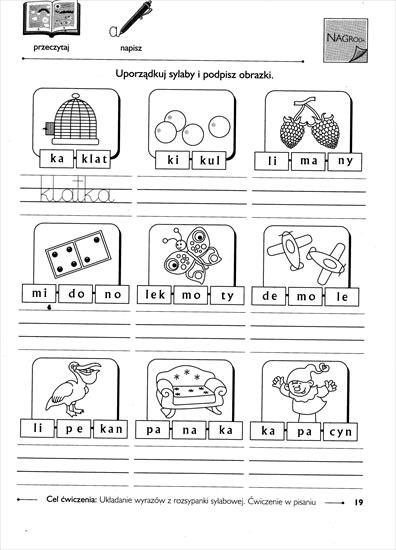 przeczytaj
a
napisz
NAGRODA
Uporządkuj sylaby i podpisz obrazki.
ka klat
ki kul
li ma ny
klatka
mi do no
lek mo ty
de mo le
li pe kan
pa na ka
ka pa cyn
Cel ćwiczenia: Układanie wyrazów z rozsypanki sylabowej. Ćwiczenie w pisaniu
19